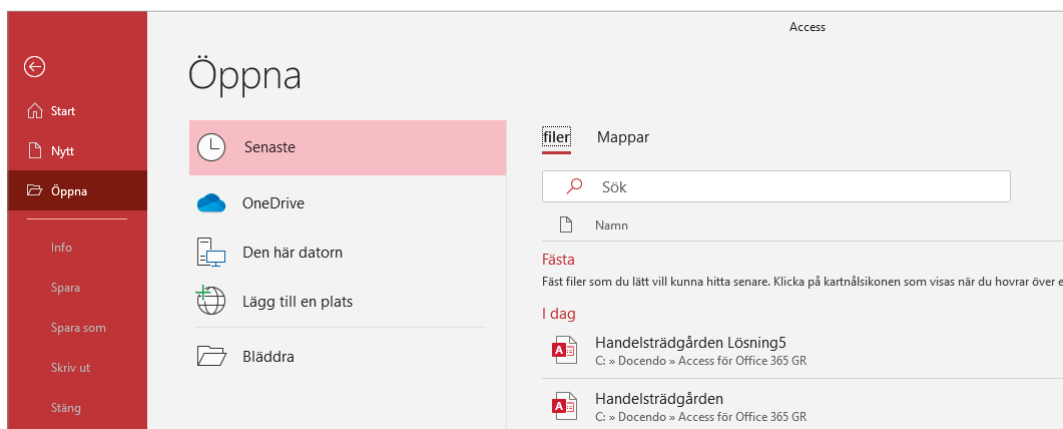 Access
Öppna
Start
Nytt
Öppna
Info
Spara
Spara som
Skriv ut
Stäng
Senaste
OneDrive
Den här datorn
Lägg till en plats
Bläddra
filer Mappar
Sök
Namn
Fästa
Fäst filer som du lätt vill kunna hitta senare. Klicka på kartnålsikonen som visas när du hovrar över e
I dag
Handelsträdgården Lösning5
C: » Docendo » Access för Office 365 GR
Handelsträdgården
C: » Docendo » Access för Office 365 GR